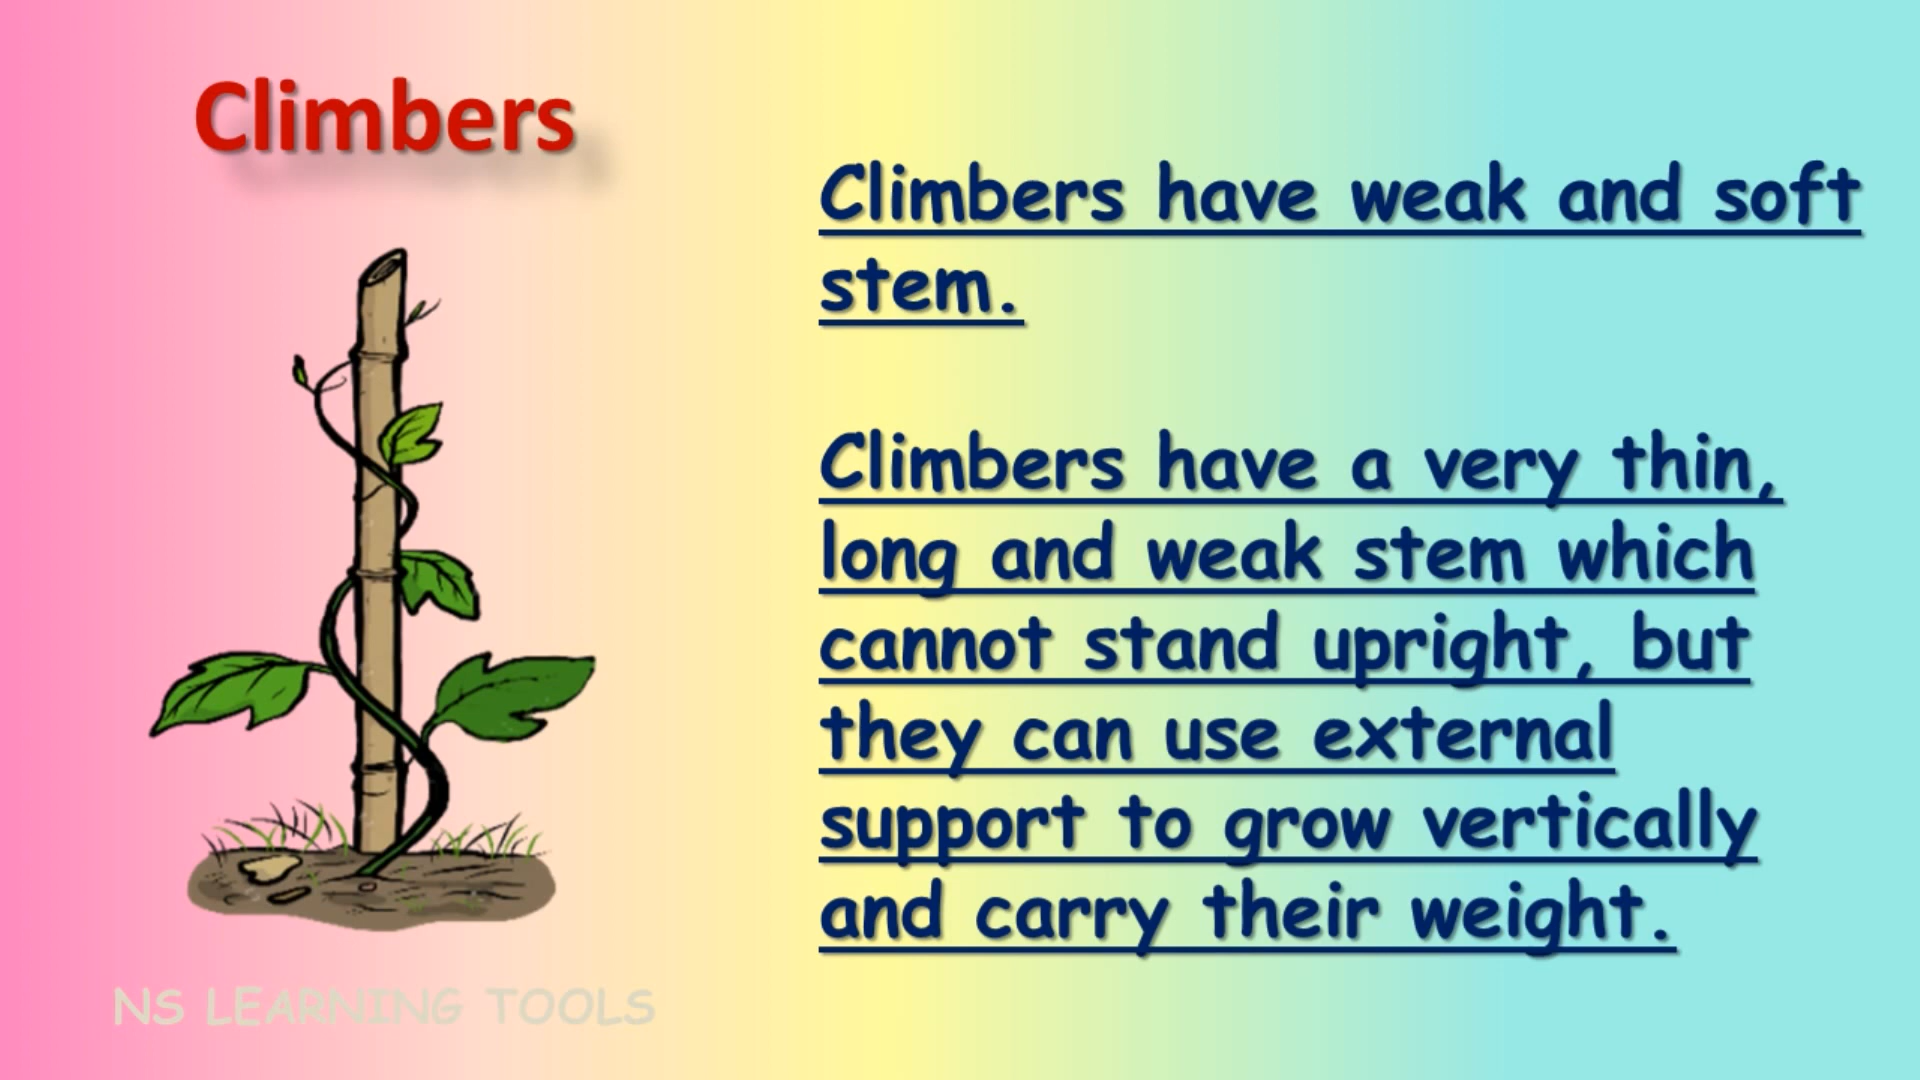 Climbers
Climbers have weak and soft
stem.
Climbers have a very thin,
long and weak stem which
cannot stand upright, but
they can use external
support to grow vertically
and carry their weight.
NS LEARNING TOOLS